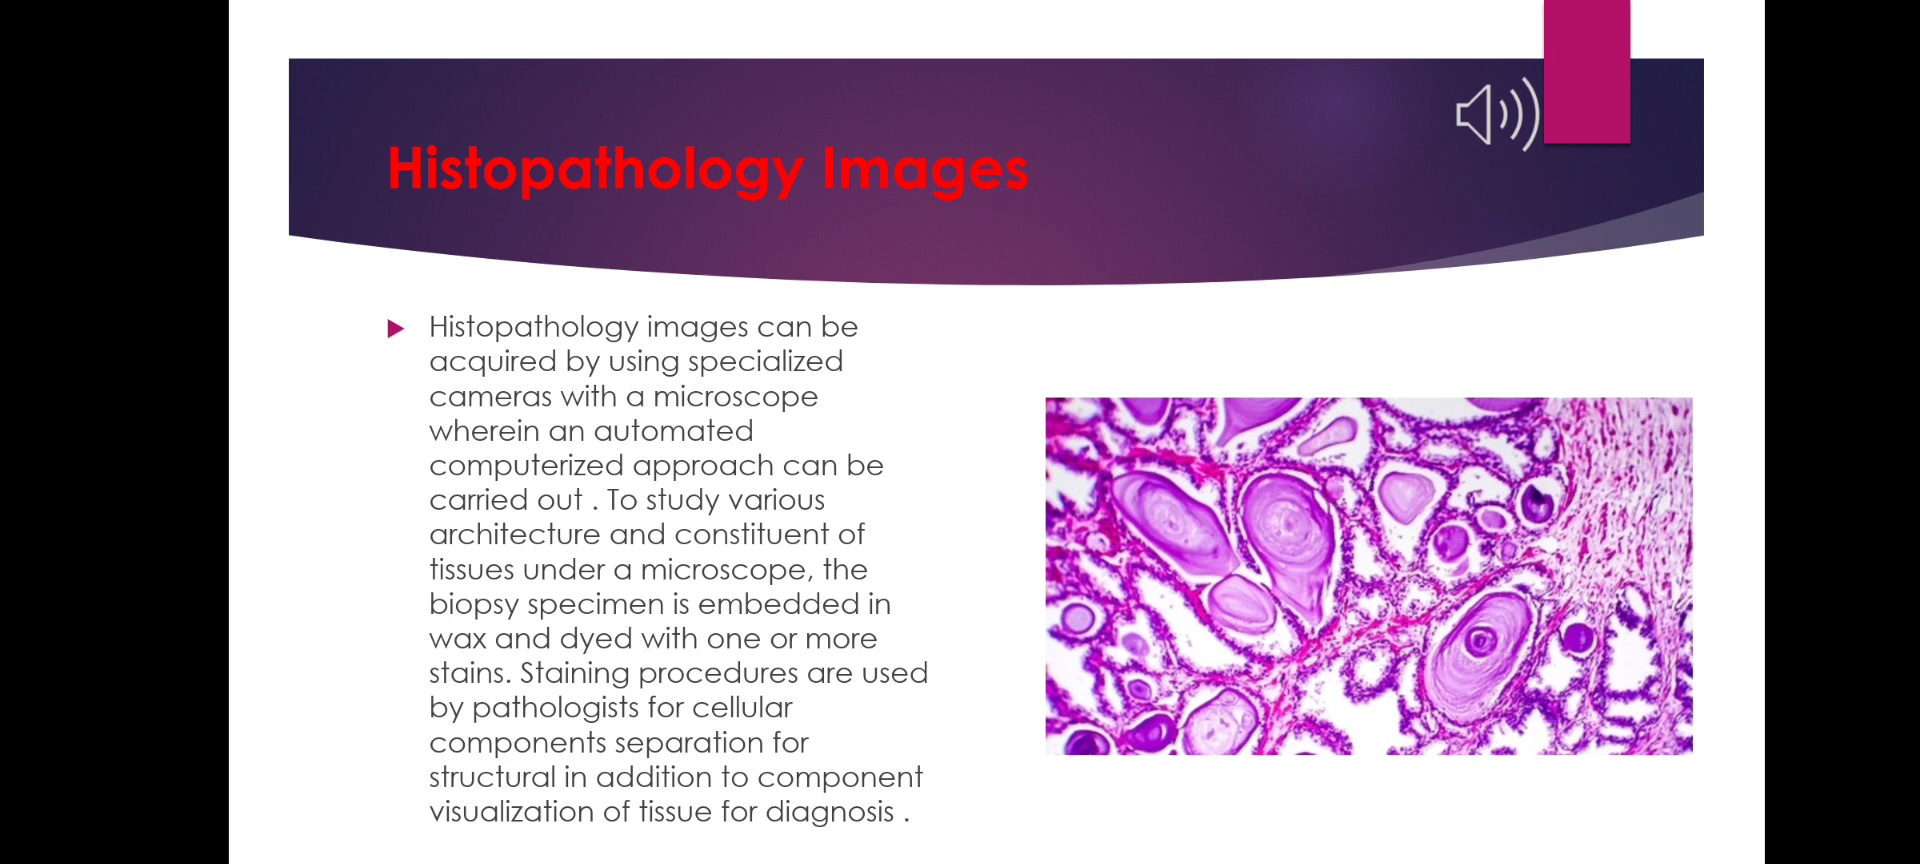 Histopathology Images
Histopathology images can be
acquired by using specialized
cameras with a microscope
wherein an automated
computerized approach can be
carried out . To study various
architecture and constituent of
tissues under a microscope, the
biopsy specimen is embedded in
wax and dyed with one or more
stains. Staining procedures are used
by pathologists for cellular
components separation for
structural in addition to component
visualization of tissue for diagnosis .